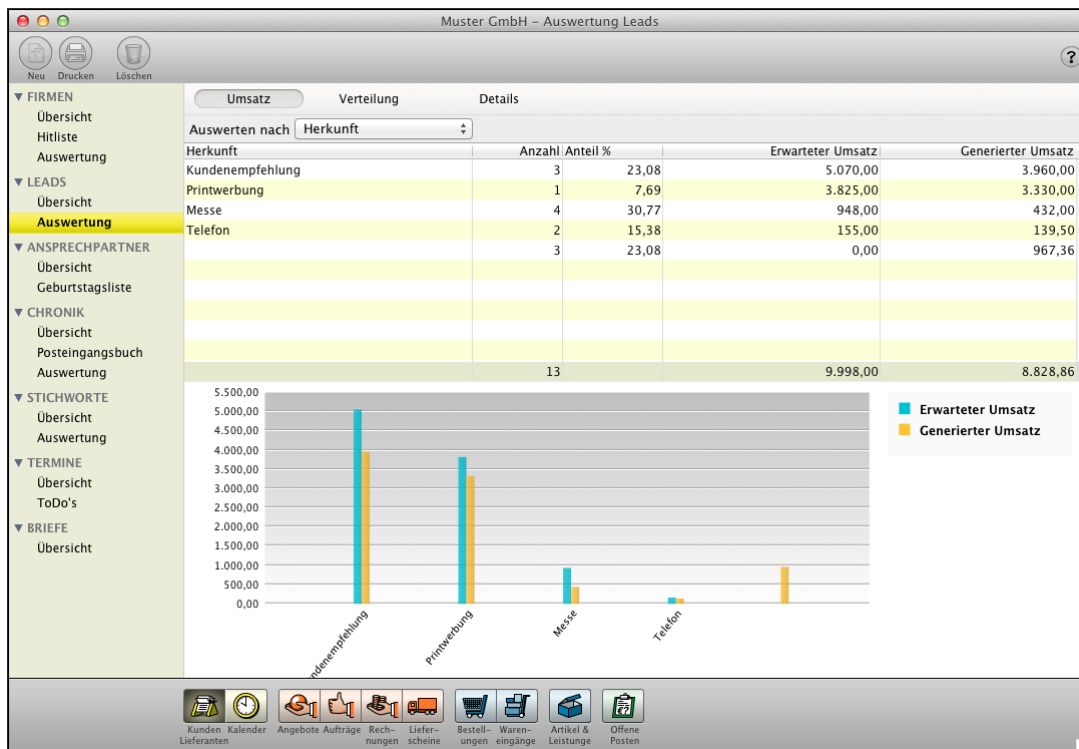 Muster GmbH – Auswertung Leads
Neu Drucken Löschen
?
FIRMEN
Übersicht
Hitliste
Auswertung
LEADS
Übersicht
Auswertung
ANSPRECHPARTNER
Übersicht
Geburtstagsliste
CHRONIK
Übersicht
Posteingangsbuch
Auswertung
STICHWORTE
Übersicht
Auswertung
TERMINE
Übersicht
ToDo's
BRIEFE
Übersicht
Umsatz Verteilung Details
Auswerten nach Herkunft
Herkunft Anzahl Anteil % Erwarteter Umsatz Generierter Umsatz
Kundenempfehlung 3 23,08 5.070,00 3.960,00
Printwerbung 1 7,69 3.825,00 3.330,00
Messe 4 30,77 948,00 432,00
Telefon 2 15,38 155,00 139,50
3 23,08 0,00 967,36
13 9.998,00 8.828,86
5.500,00
5.000,00
4.500,00
4.000,00
3.500,00
3.000,00
2.500,00
2.000,00
1.500,00
1.000,00
500,00
0,00
ndenempfehlung
Printwerbung
Messe
Telefon
Erwarteter Umsatz
Generierter Umsatz
Kunden Kalender Angebote Aufträge Rech- Liefer- Bestell- Waren- Artikel & Offene
Lieferanten nungen scheine ungen eingänge Leistunge Posten